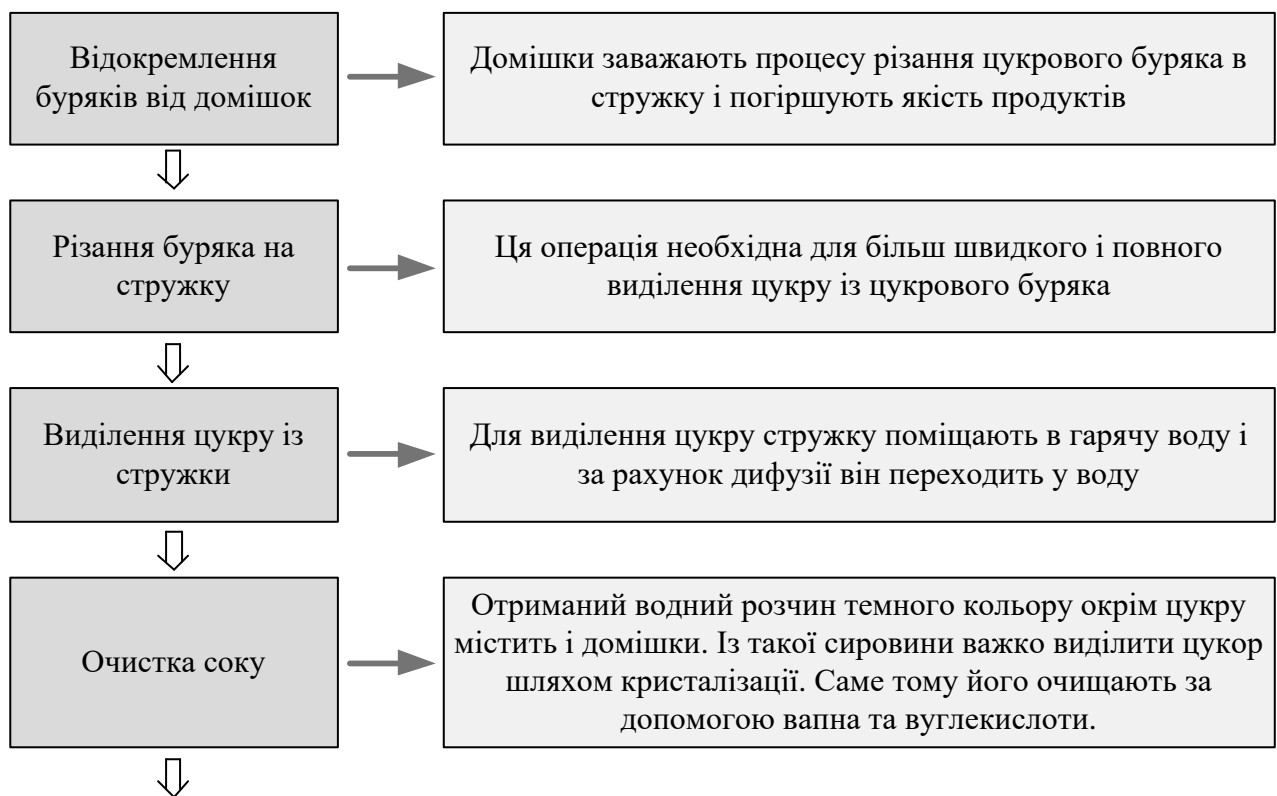 Відокремлення
буряків від домішок
Домішки заважають процесу різання цукрового буряка в
стружку і погіршують якість продуктів
Різання буряка на
стружку
Ця операція необхідна для більш швидкого і повного
виділення цукру із цукрового буряка
Виділення цукру із
стружки
Для виділення цукру стружку поміщають в гарячу воду і
за рахунок дифузії він переходить у воду
Очистка соку
Отриманий водний розчин темного кольору окрім цукру
містить і домішки. Із такої сировини важко виділити цукор
шляхом кристалізації. Саме тому його очищають за
допомогою вапна та вуглекислоти.